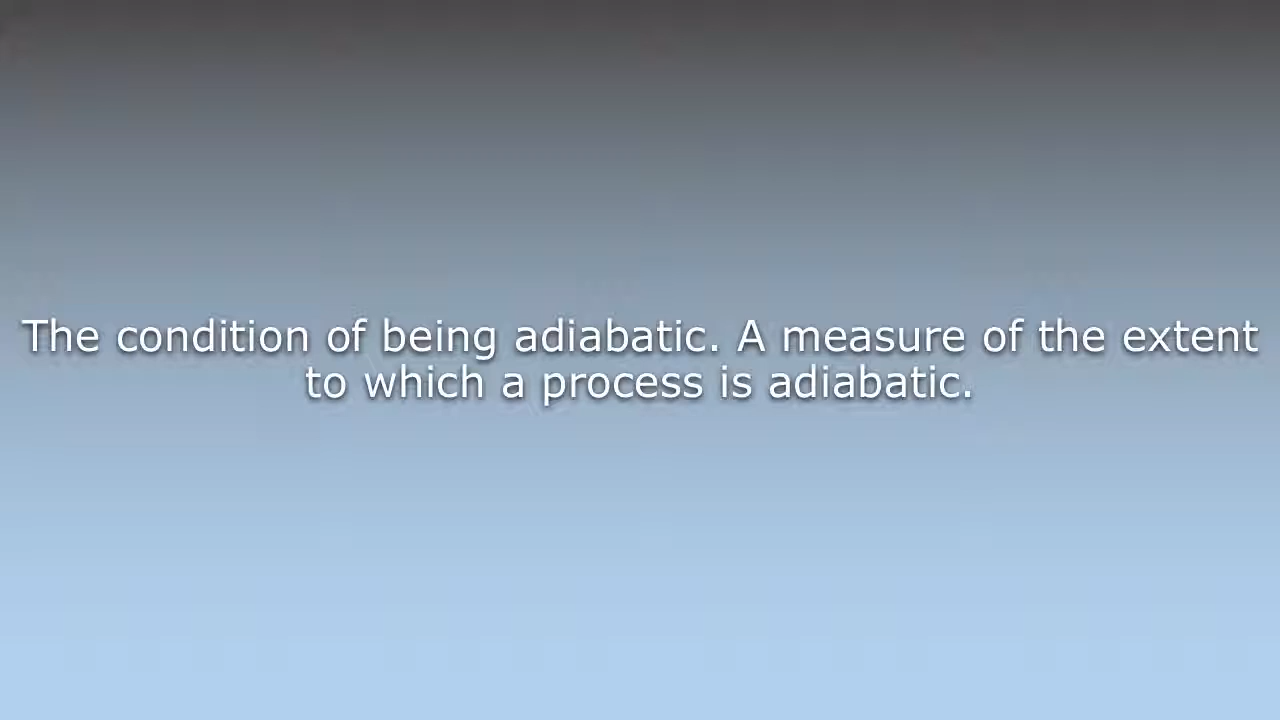 The condition of being adiabatic. A measure of the extent
to which a process is adiabatic.